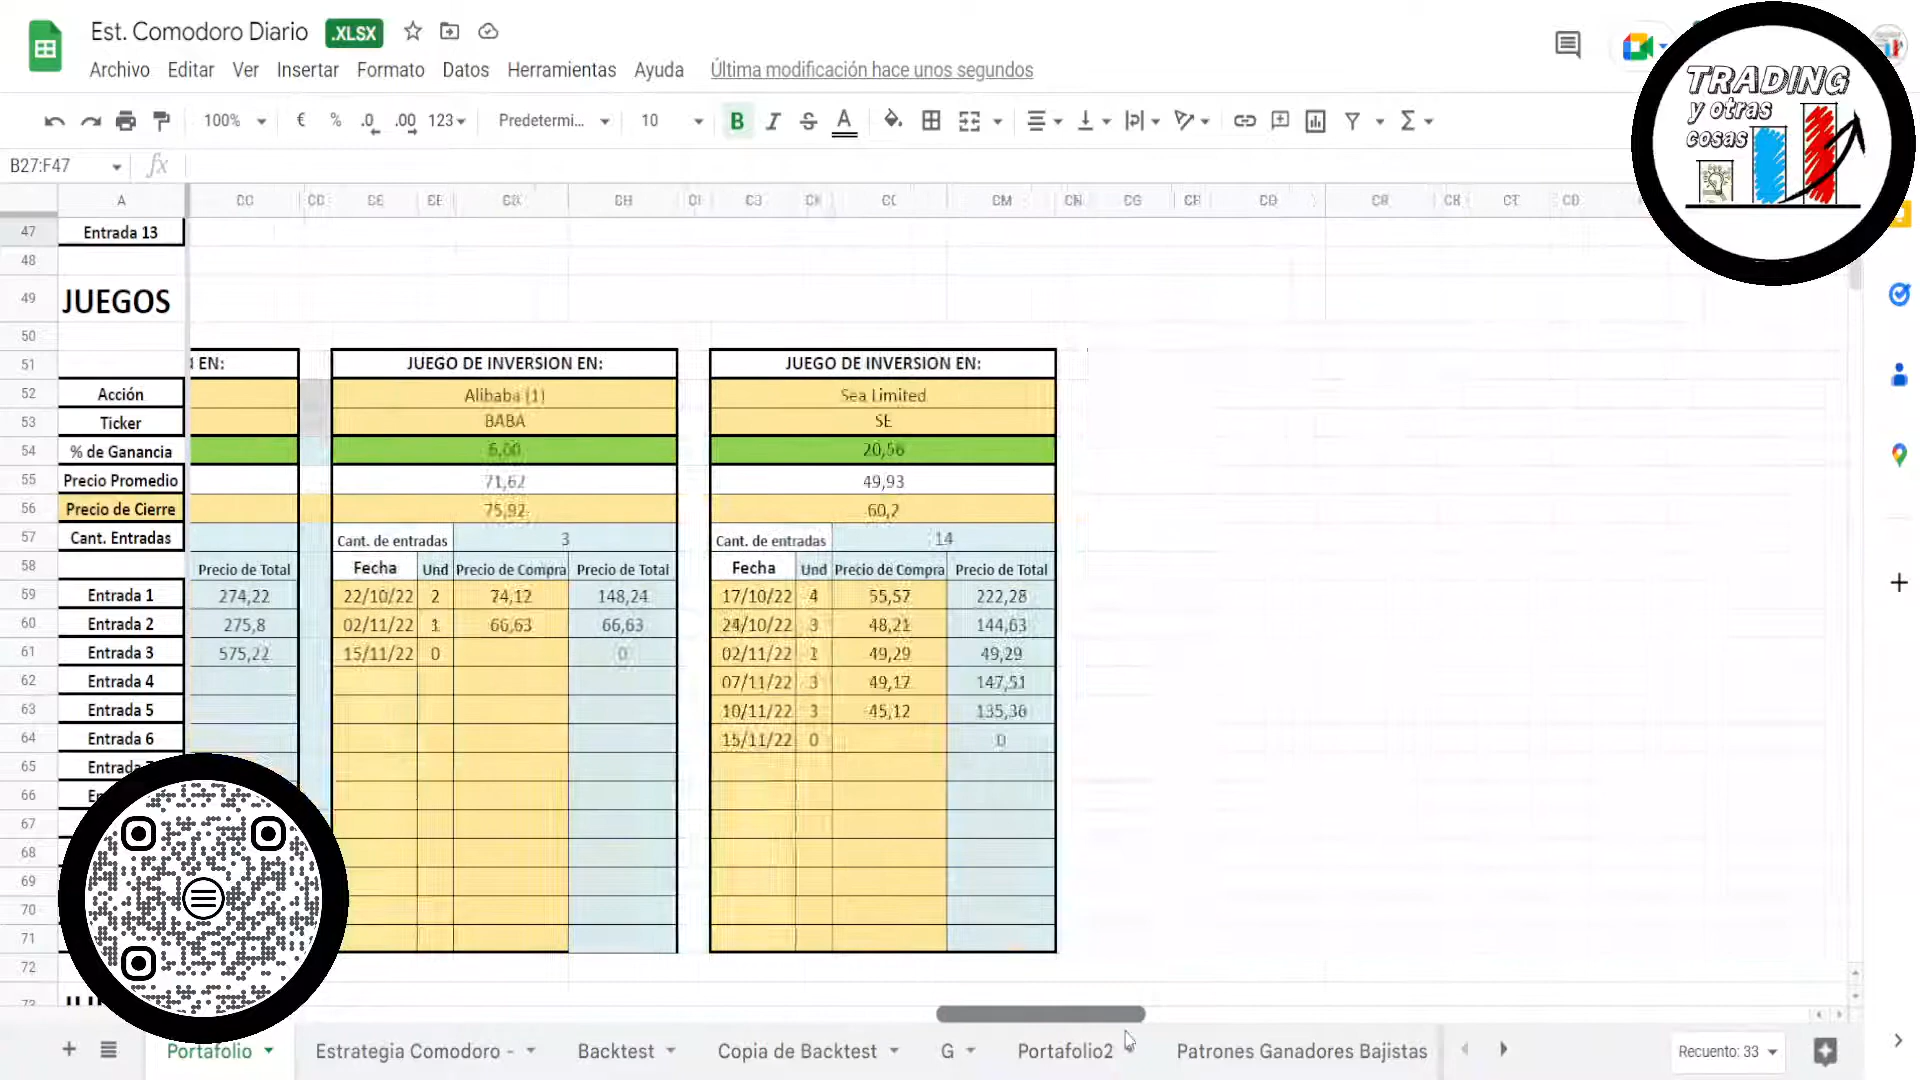 Est. Comodoro Diario .XLSX
Archivo Editar Ver Insertar Formato Datos Herramientas Ayuda Última modificación hace unos segundos
100% € % .0 .00 123 Predetermi... 10 B I S A Σ
B27:F47 fx
TRADING
y otras
cosas
A
47 Entrada 13
48
49 JUEGOS
50
51 EN: JUEGO DE INVERSION EN: JUEGO DE INVERSION EN:
52 Acción Alibaba (1) Sea Limited
53 Ticker BABA SE
54 % de Ganancia 6,00 20,56
55 Precio Promedio 71,62 49,93
56 Precio de Cierre 75,92 60,2
57 Cant. Entradas Cant. de entradas 3 Cant. de entradas 14
58 Precio de Total Fecha Und Precio de Compra Precio de Total Fecha Und Precio de Compra Precio de Total
59 Entrada 1 274,22 22/10/22 2 74,12 148,24 17/10/22 4 55,57 222,28
60 Entrada 2 275,8 02/11/22 1 66,63 66,63 24/10/22 3 48,21 144,63
61 Entrada 3 575,22 15/11/22 0 0 02/11/22 1 49,29 49,29
62 Entrada 4 07/11/22 3 49,17 147,51
63 Entrada 5 10/11/22 3 45,12 135,36
64 Entrada 6 15/11/22 0 0
65
66
67
68
69
70
71
72
Portafolio Estrategia Comodoro - Backtest Copia de Backtest G Portafolio2 Patrones Ganadores Bajistas Recuento: 33